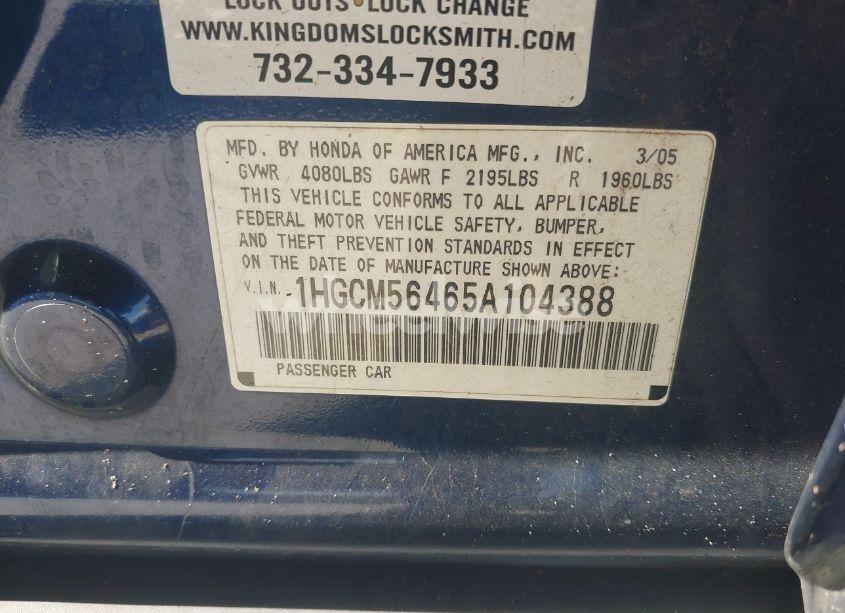 LOCK OUTS • LOCK CHANGE
WWW.KINGDOMSLOCKSMITH.COM
732-334-7933
MFD. BY HONDA OF AMERICA MFG., INC. 3/05
GVWR 4080LBS GAWR F 2195LBS R 1960LBS
THIS VEHICLE CONFORMS TO ALL APPLICABLE
FEDERAL MOTOR VEHICLE SAFETY, BUMPER,
AND THEFT PREVENTION STANDARDS IN EFFECT
ON THE DATE OF MANUFACTURE SHOWN ABOVE:
V.I.N. 1HGCM56465A104388
PASSENGER CAR